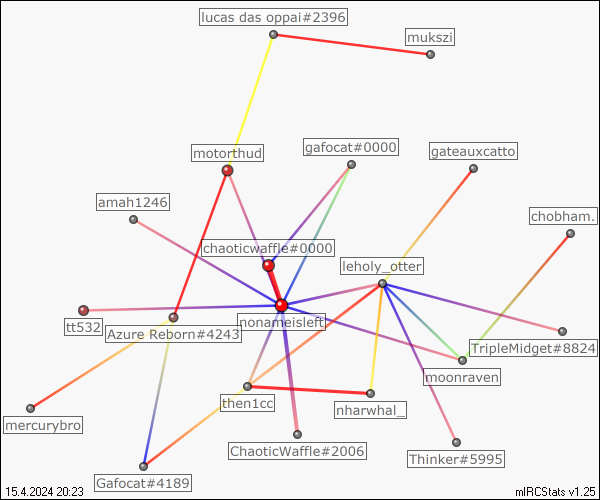 lucas das oppai#2396
mukszi
motorthud
gafocat#0000
gateauxcatto
amah1246
chobham.
chaoticwaffle#0000
leholy_otter
tt532
Azure Reborn#4243
nonameisleft
TripleMidget#8824
moonraven
then1cc
nharwhal_
mercurybro
ChaoticWaffle#2006
Thinker#5995
Gafocat#4189
15.4.2024 20:23
mIRCStats v1.25